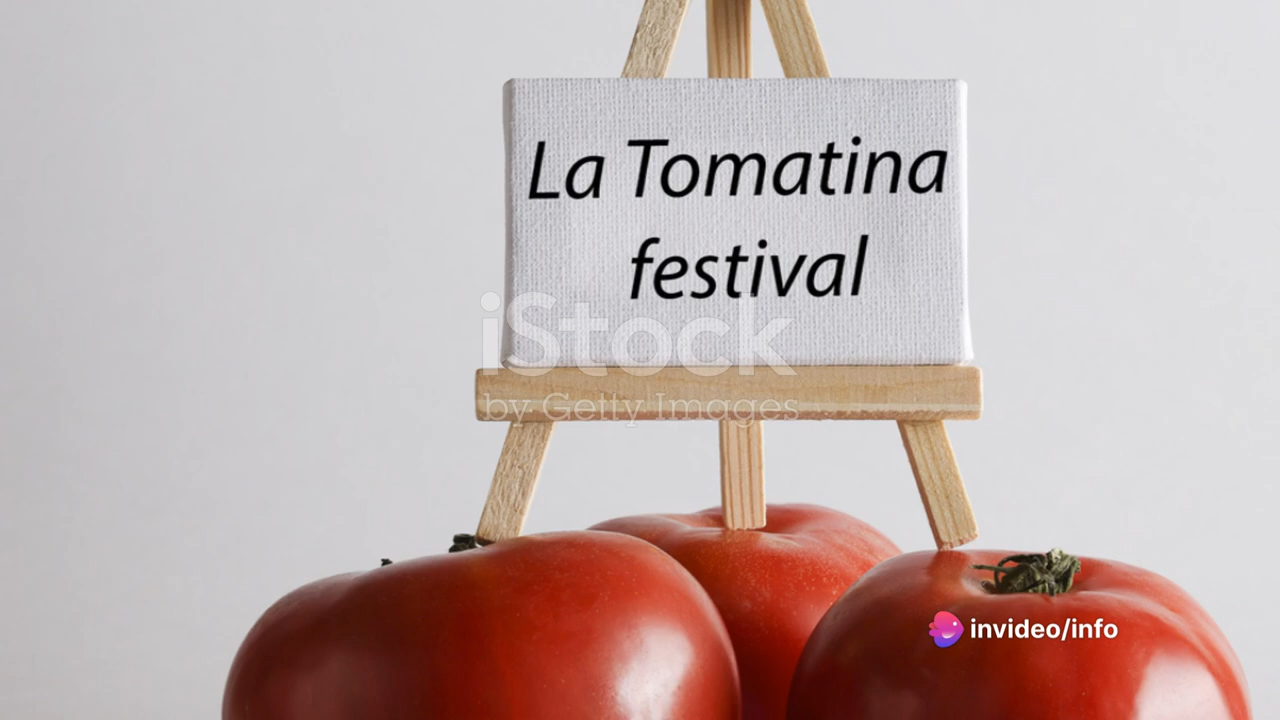 La Tomatina
festival
iStock
by Getty Images
invideo/info